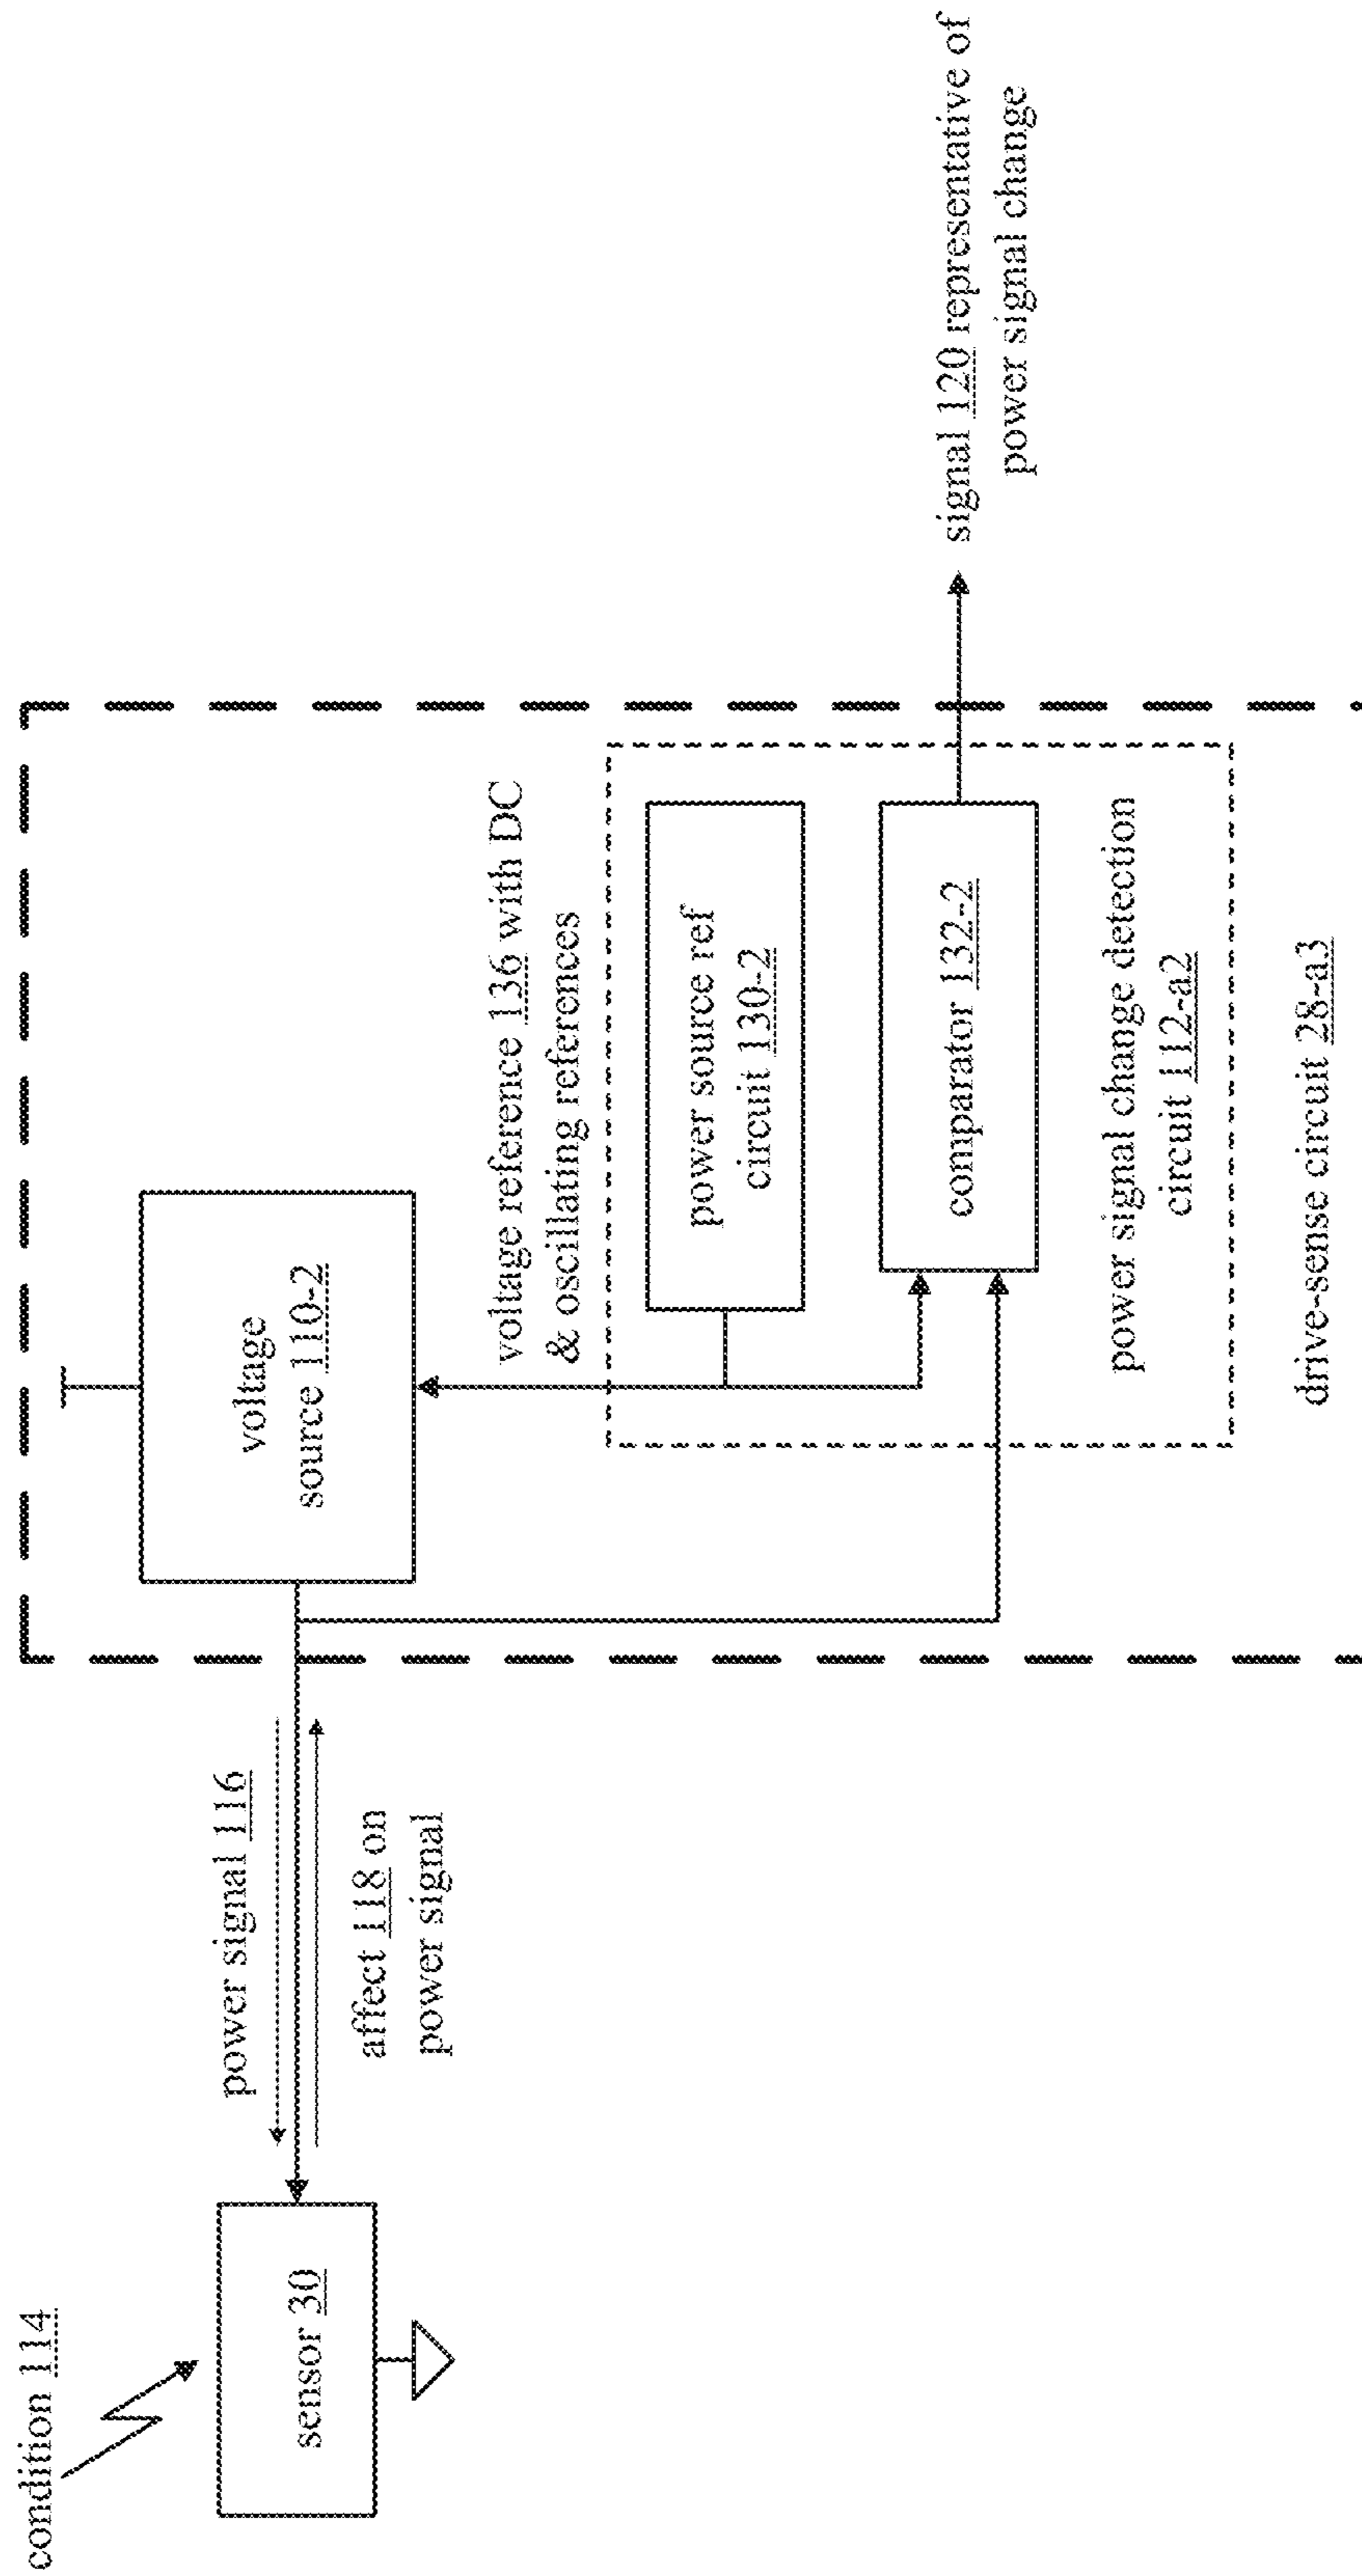 condition 114
sensor 30
power signal 116
affect 118 on
power signal
voltage
source 110-2
voltage reference 136 with DC
& oscillating references
power source ref
circuit 130-2
comparator 132-2
power signal change detection
circuit 112-a2
drive-sense circuit 28-a3
signal 120 representative of
power signal change